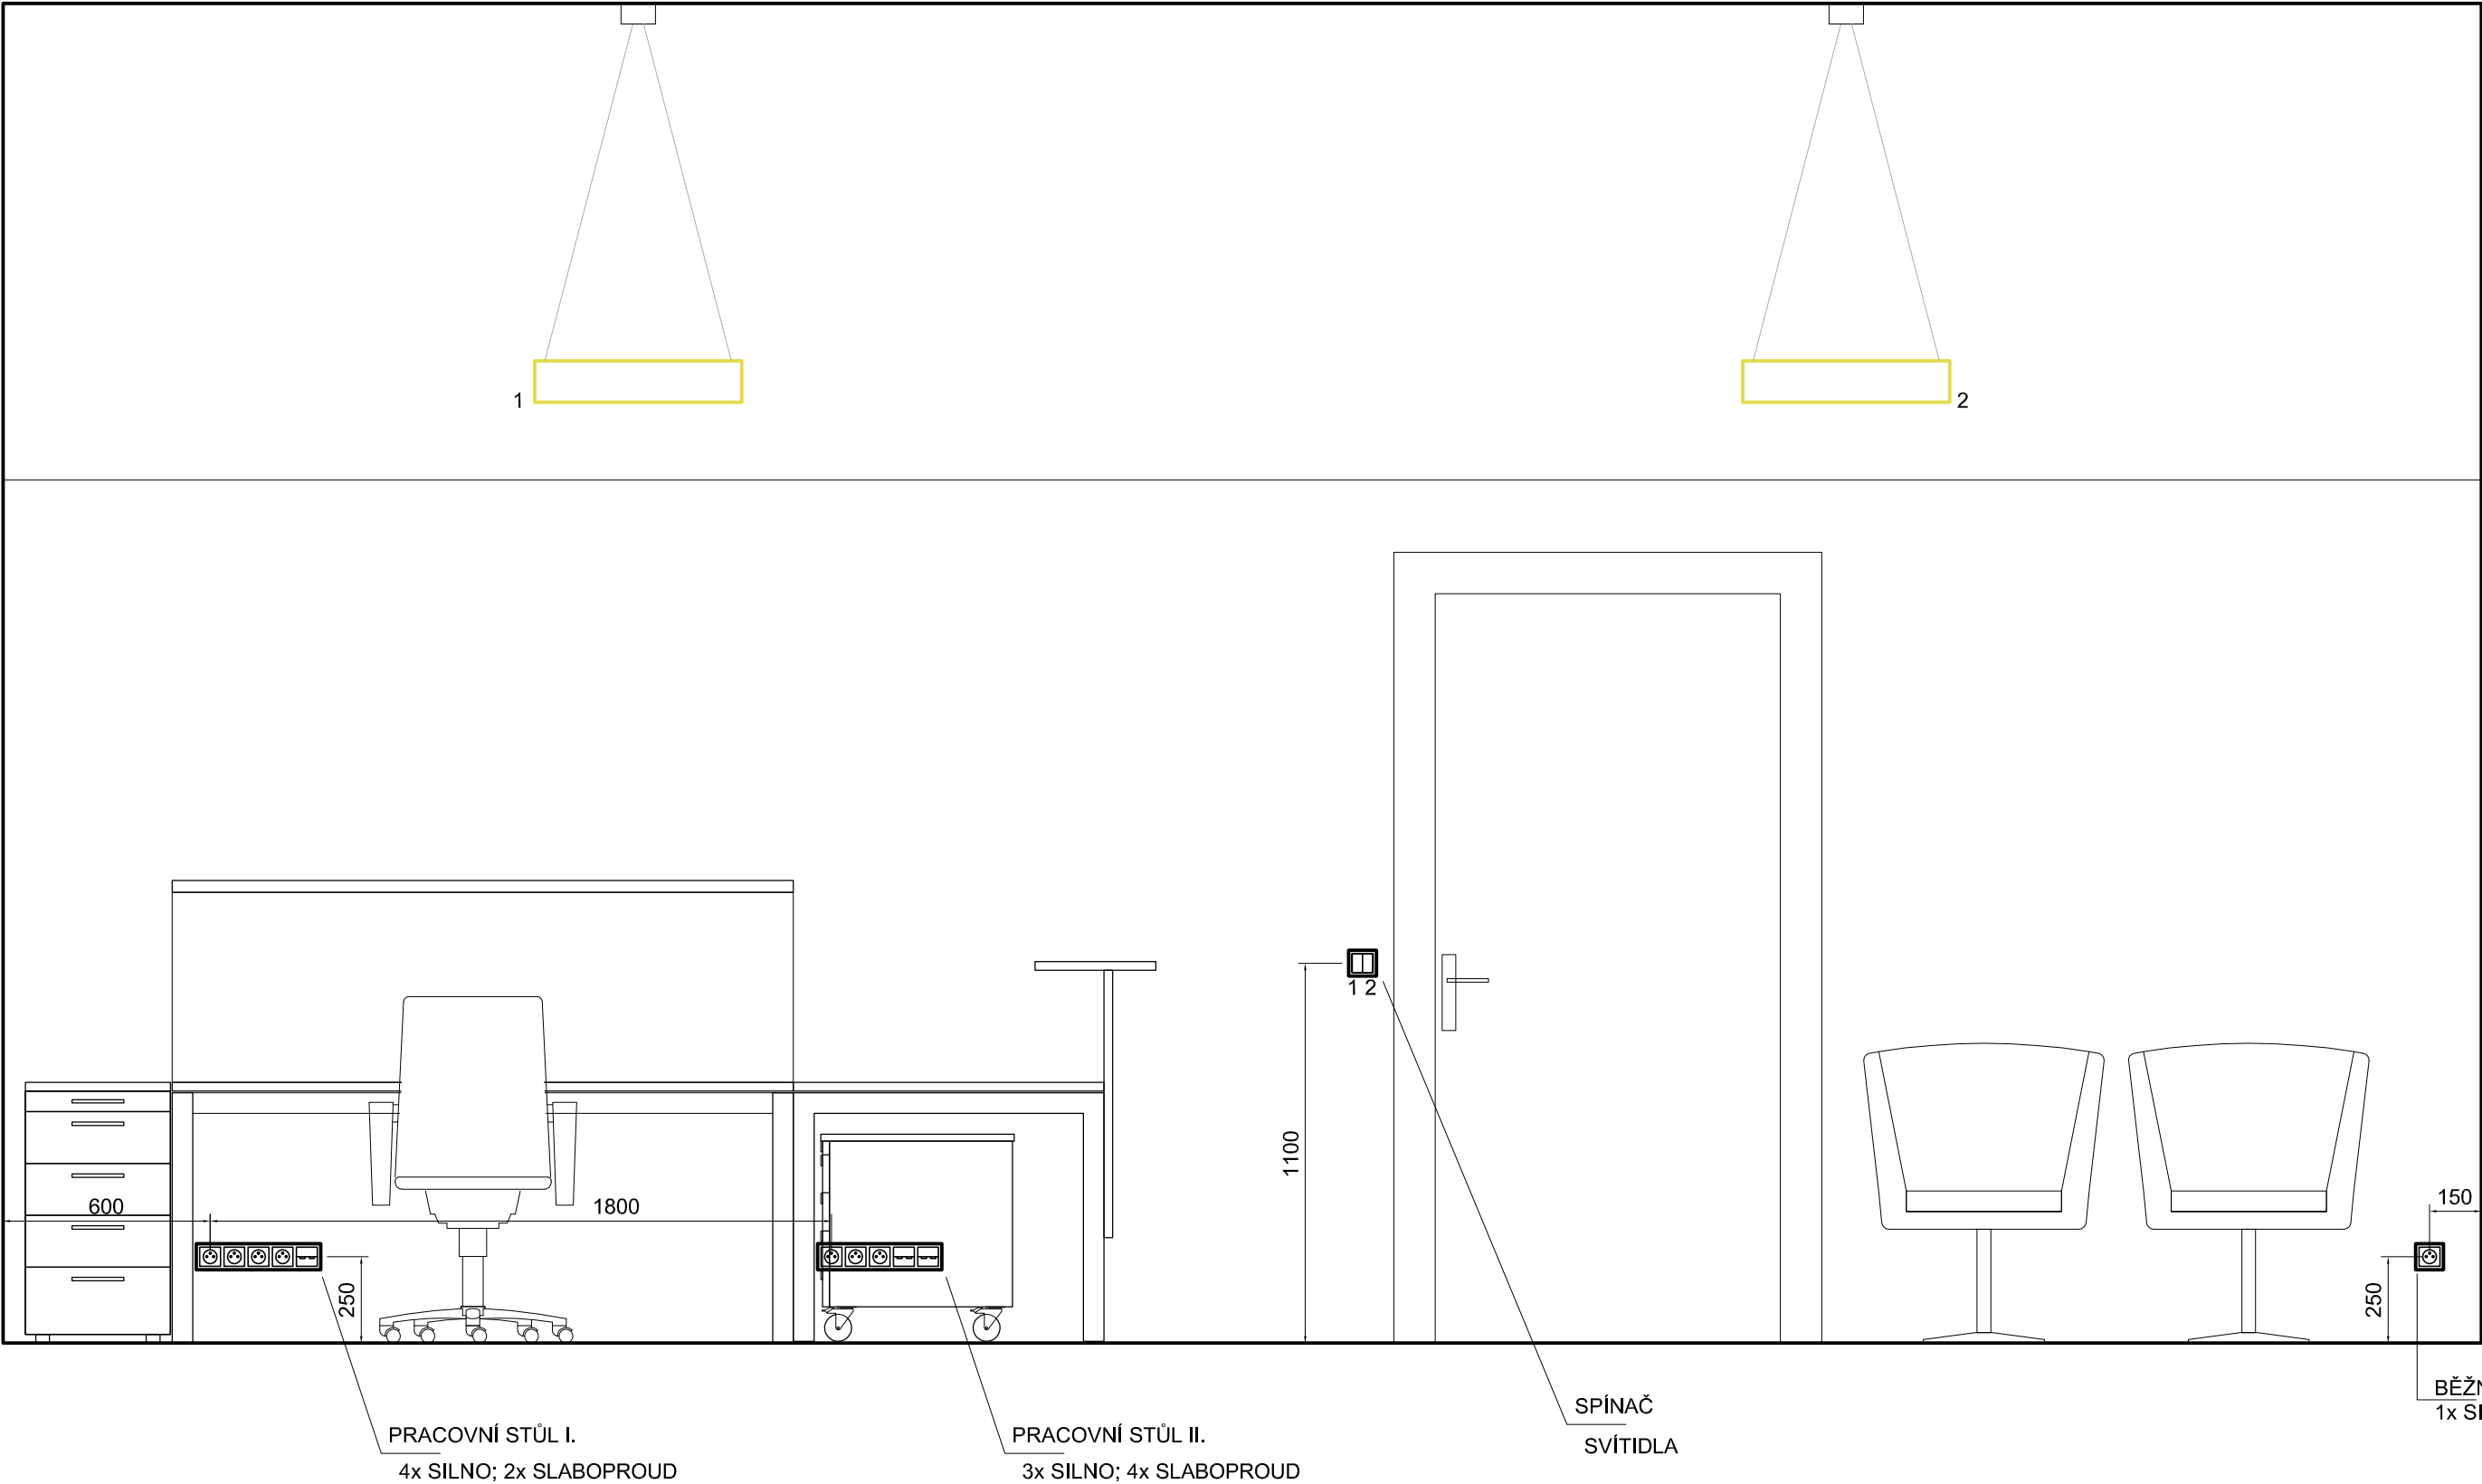 1
2
1 2
1100
600
1800
150
250
250
SPÍNAČ
SVÍTIDLA
PRACOVNÍ STŮL I.
4x SILNO; 2x SLABOPROUD
PRACOVNÍ STŮL II.
3x SILNO; 4x SLABOPROUD
1x